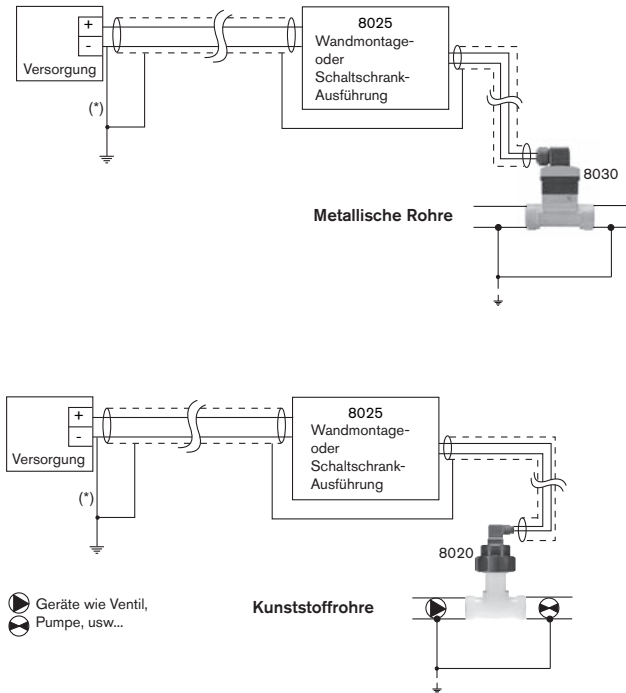 +
-
Versorgung
(*)
8025
Wandmontage-
oder
Schaltschrank-
Ausführung
8030
Metallische Rohre
+
-
Versorgung
(*)
8025
Wandmontage-
oder
Schaltschrank-
Ausführung
8020
Geräte wie Ventil,
Pumpe, usw...
Kunststoffrohre